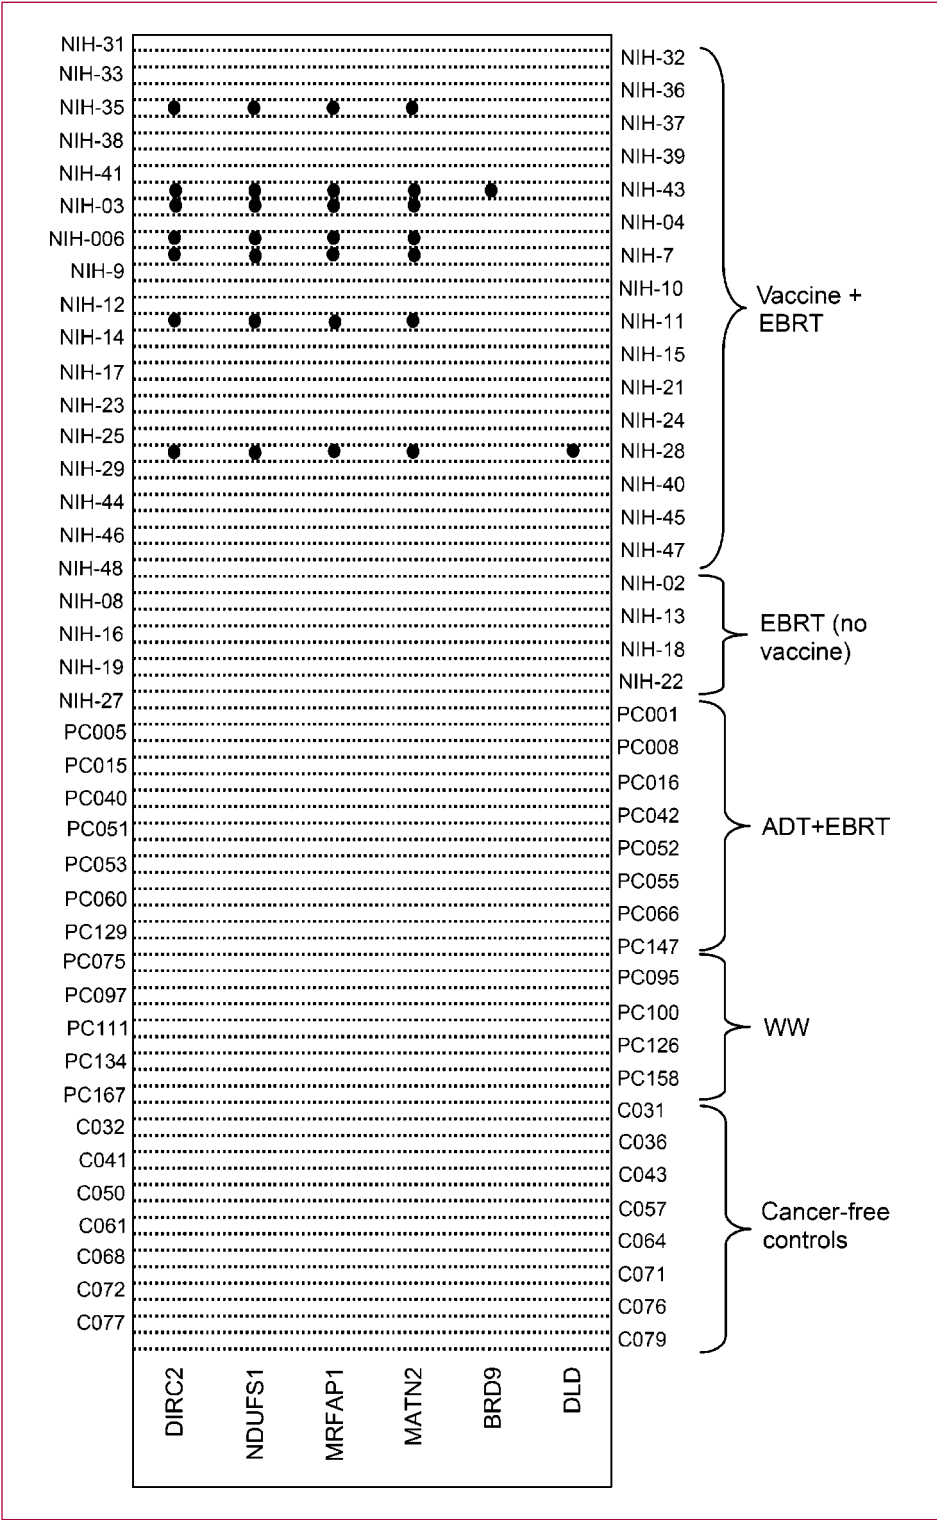 NIH-31
NIH-32
NIH-33
NIH-36
NIH-35
NIH-37
NIH-38
NIH-39
NIH-41
NIH-43
NIH-03
NIH-04
NIH-006
NIH-7
NIH-9
NIH-10
NIH-12
NIH-11
NIH-14
NIH-15
NIH-17
NIH-21
NIH-23
NIH-24
NIH-25
NIH-28
NIH-29
NIH-40
NIH-44
NIH-45
NIH-46
NIH-47
NIH-48
Vaccine +
EBRT
NIH-02
NIH-08
NIH-13
NIH-16
NIH-18
NIH-19
NIH-22
NIH-27
EBRT (no
vaccine)
PC001
PC005
PC008
PC015
PC016
PC040
PC042
PC051
PC052
PC053
PC055
PC060
PC066
PC129
PC147
ADT+EBRT
PC075
PC095
PC097
PC100
PC111
PC126
PC134
PC158
PC167
WW
C031
C032
C036
C041
C043
C050
C057
C061
C064
C068
C071
C072
C076
C077
C079
Cancer-free
controls
DIRC2
NDUFS1
MRFAP1
MATN2
BRD9
DLD